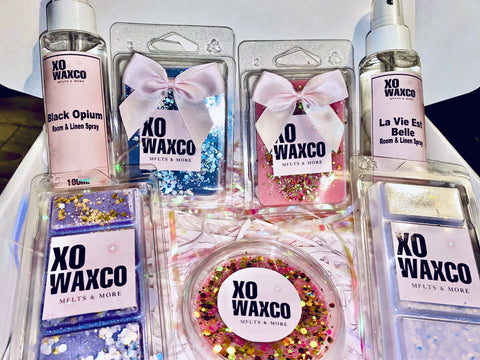 XO
WAXCO
MELTS & MORE
Black Opium
Room & Linen Spray
100ml
XO
WAXCO
MELTS & MORE
XO
WAXCO
MELTS & MORE
XO
WAXCO
MELTS & MORE
La Vie Est
Belle
Room & Linen Spray
XO
WAXCO
MELTS & MORE
XO
WAXCO
MELTS & MORE
XO
WAXCO
MELTS & MORE